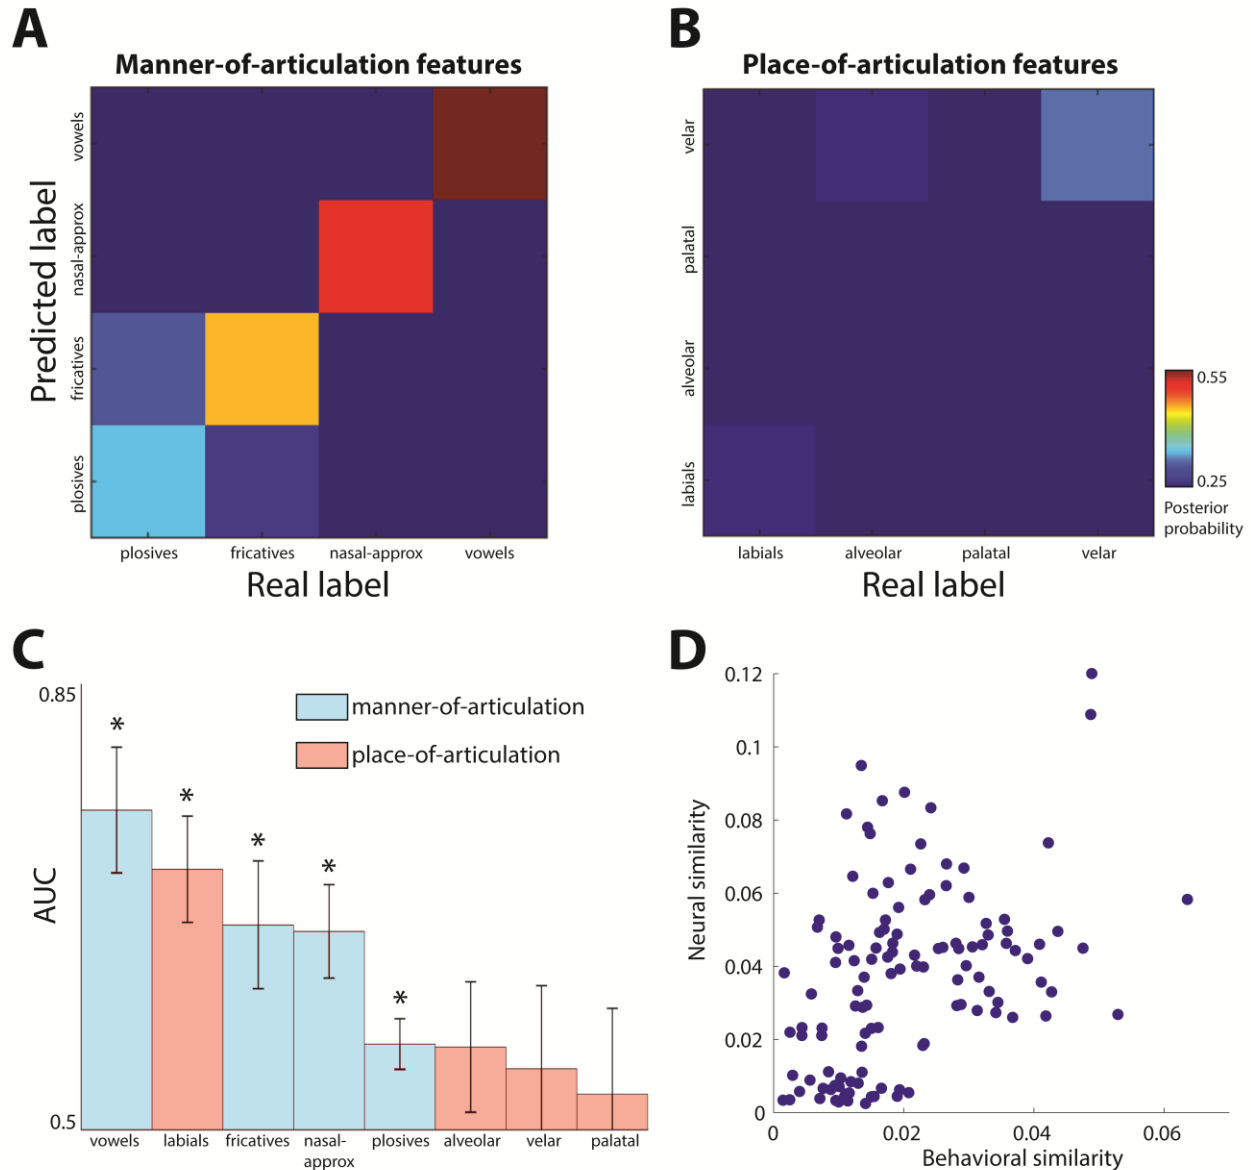 A
Manner-of-articulation features
Predicted label
vowels
nasal-approx
fricatives
plosives
plosives fricatives nasal-approx vowels
Real label
B
Place-of-articulation features
velar
palatal
alveolar
labials
labials alveolar palatal velar
Real label
0.55
0.25
Posterior
probability
C
0.85
AUC
0.5
manner-of-articulation
place-of-articulation
* * * * *
vowels labials fricatives nasal- plosives alveolar velar palatal
approx
D
Neural similarity
0.12
0.1
0.08
0.06
0.04
0.02
0
0 0.02 0.04 0.06
Behavioral similarity